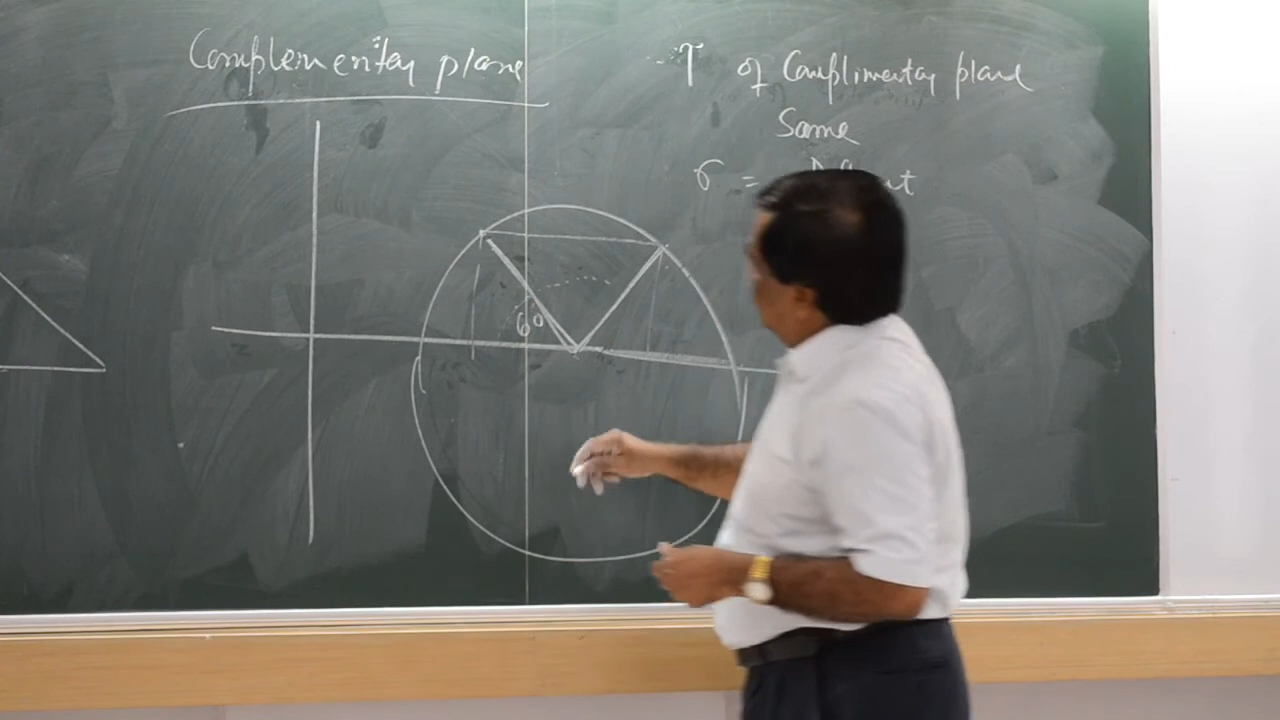 Complementary plane
τ of Complimentary plane
Same
σ =
60